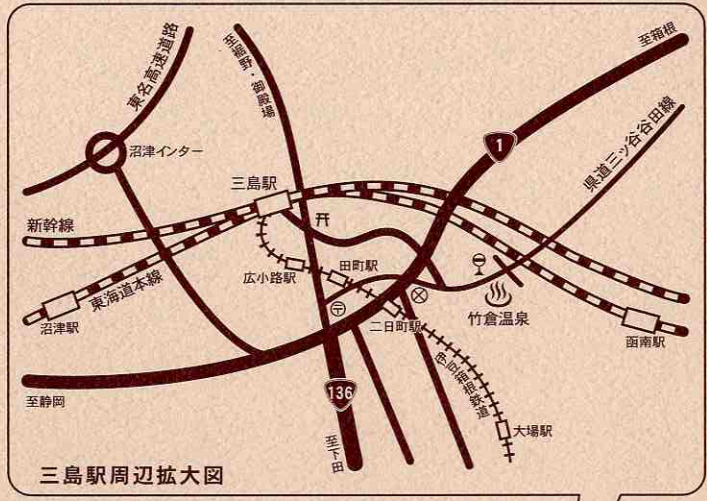 東名高速道路
至裾野・御殿場
至箱根
沼津インター
1
県道三ッ谷谷田線
三島駅
新幹線
東海道本線
広小路駅
田町駅
〒
沼津駅
二日町駅
竹倉温泉
函南駅
至静岡
136
伊豆箱根鉄道
至下田
大場駅
三島駅周辺拡大図